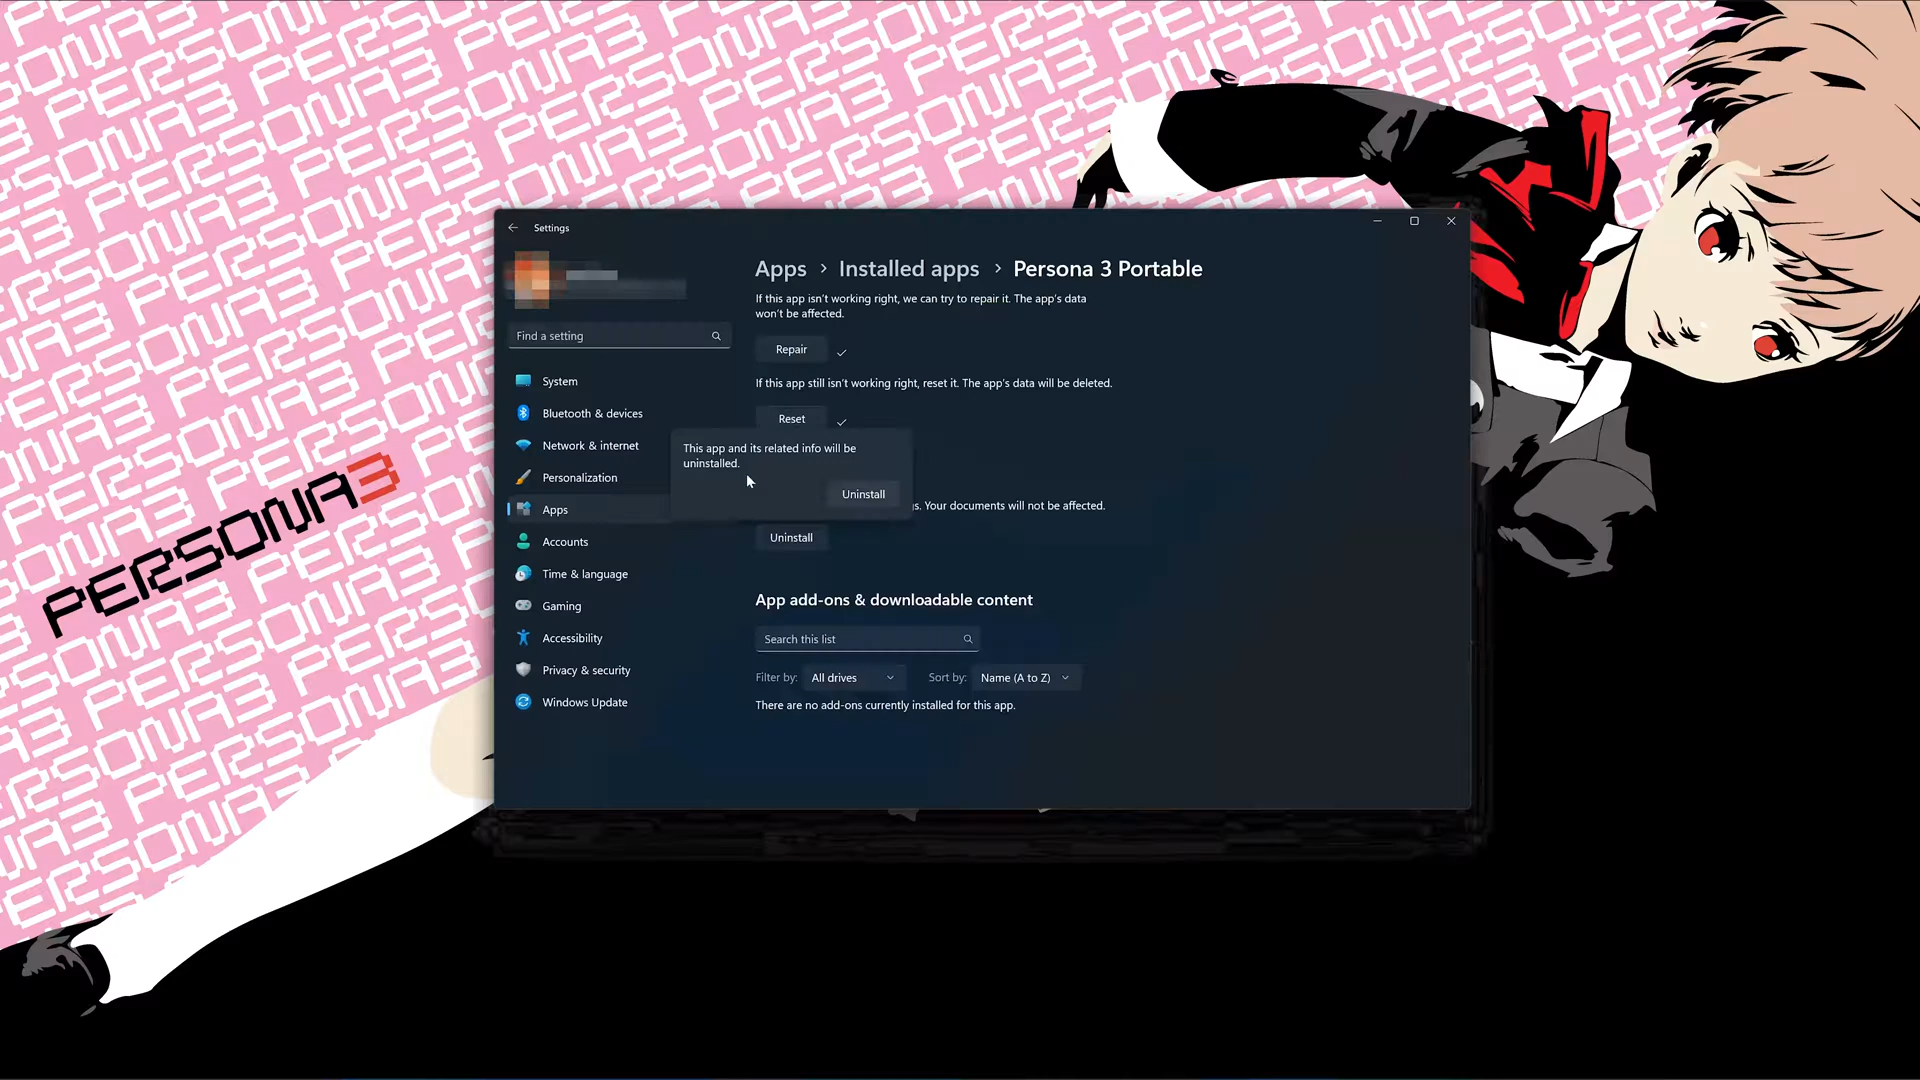 PERSONA3
Settings
Apps > Installed apps > Persona 3 Portable
If this app isn't working right, we can try to repair it. The app's data
won't be affected.
Find a setting
Repair
System
If this app still isn't working right, reset it. The app's data will be deleted.
Bluetooth & devices
Reset
Network & internet
This app and its related info will be
uninstalled.
Personalization
Uninstall
Apps
s. Your documents will not be affected.
Uninstall
Accounts
Time & language
Gaming
App add-ons & downloadable content
Accessibility
Search this list
Privacy & security
Filter by: All drives Sort by: Name (A to Z)
Windows Update
There are no add-ons currently installed for this app.